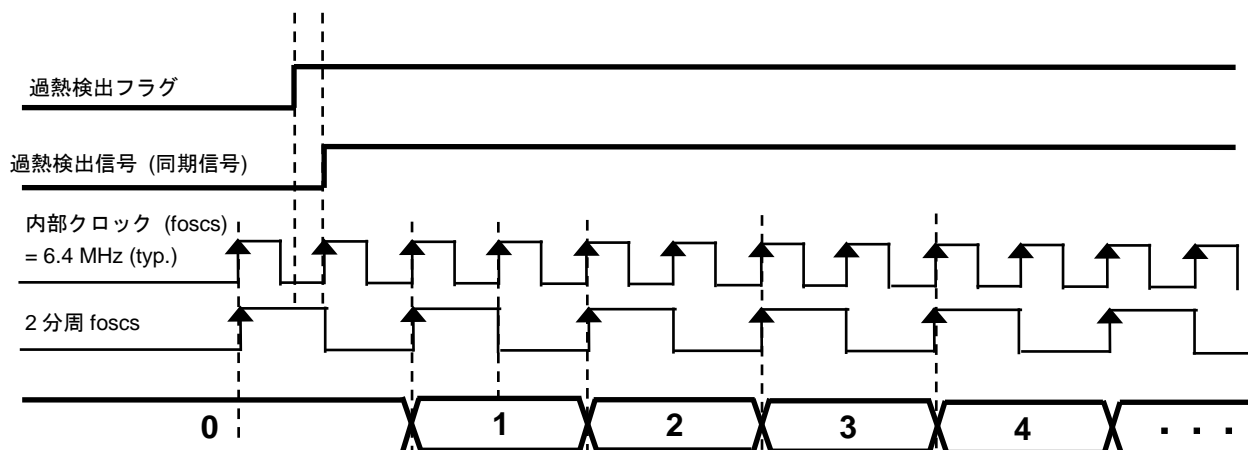 過熱検出フラグ
過熱検出信号 (同期信号)
内部クロック (foscs)
= 6.4 MHz (typ.)
2 分周 foscs
0 1 2 3 4 ・・・